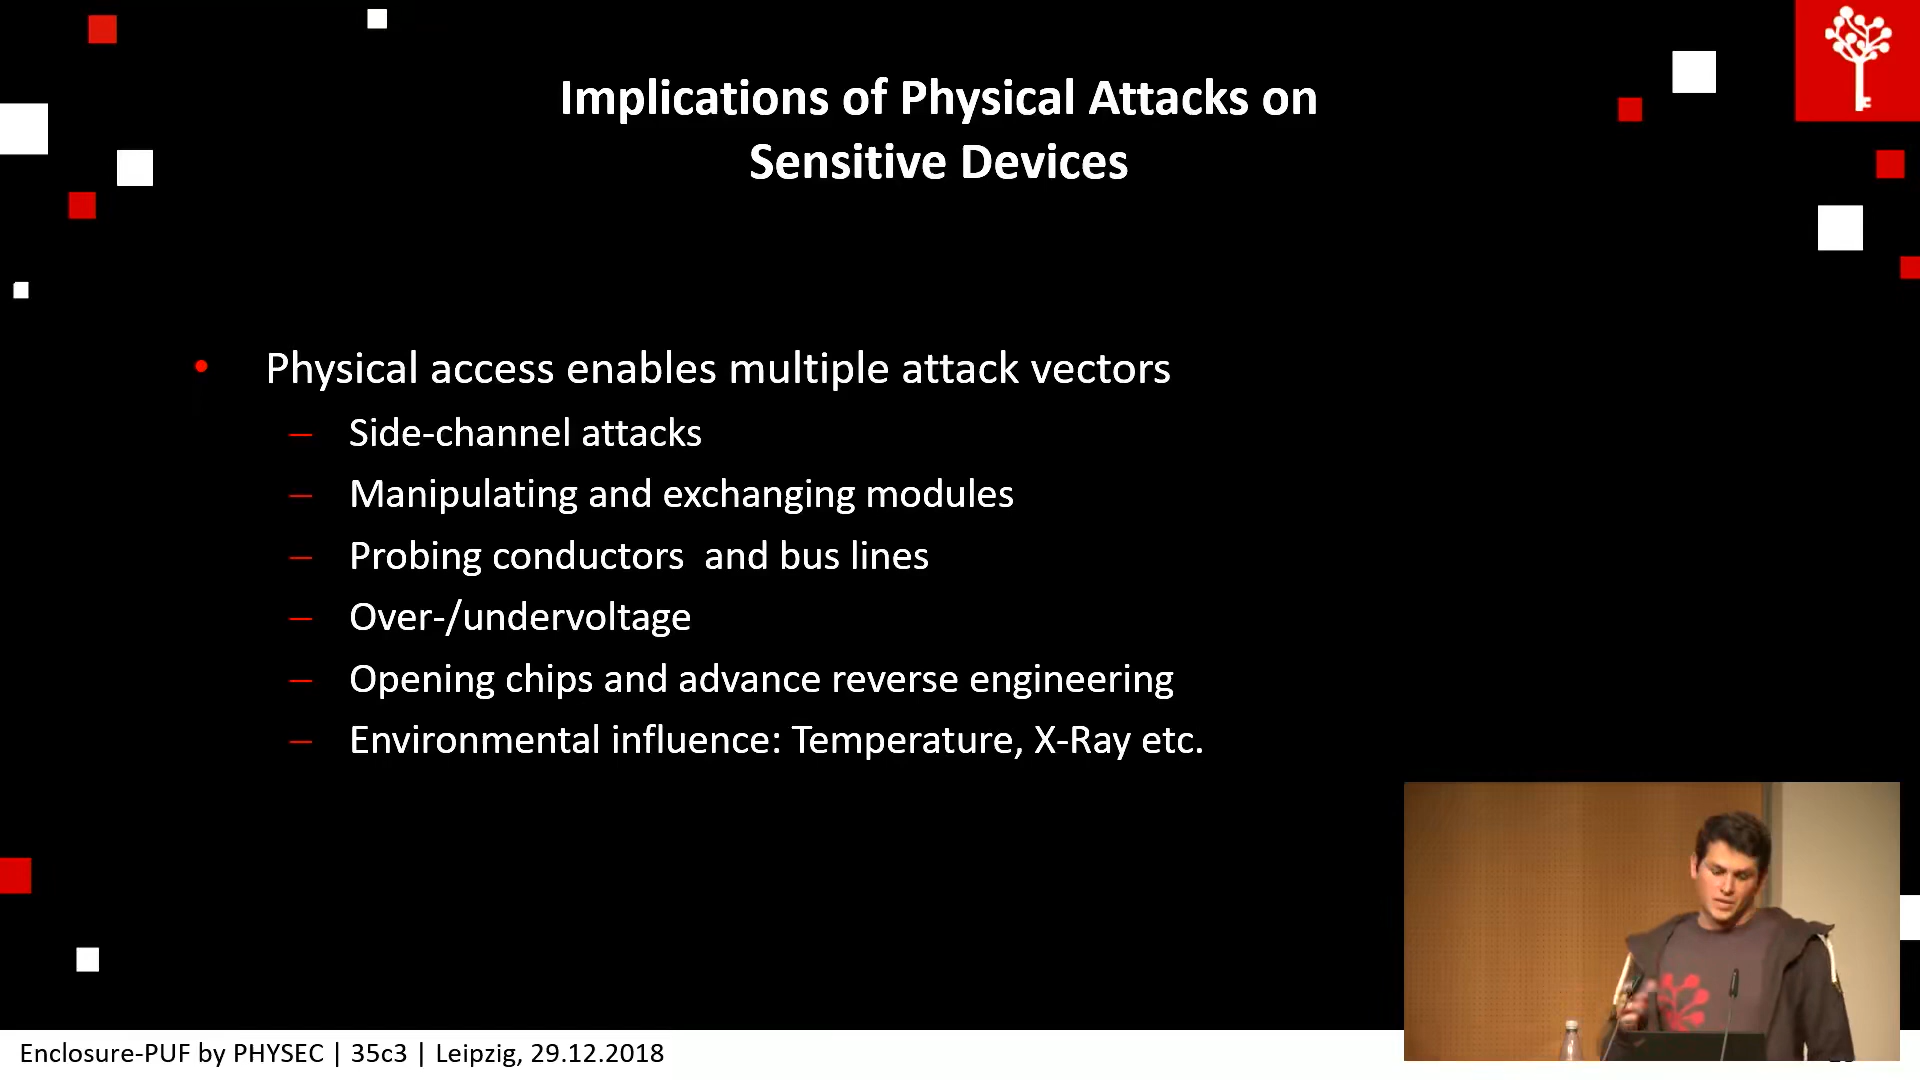 Implications of Physical Attacks on
Sensitive Devices
• Physical access enables multiple attack vectors
– Side-channel attacks
– Manipulating and exchanging modules
– Probing conductors  and bus lines
– Over-/undervoltage
– Opening chips and advance reverse engineering
– Environmental influence: Temperature, X-Ray etc.
Enclosure-PUF by PHYSEC | 35c3 | Leipzig, 29.12.2018